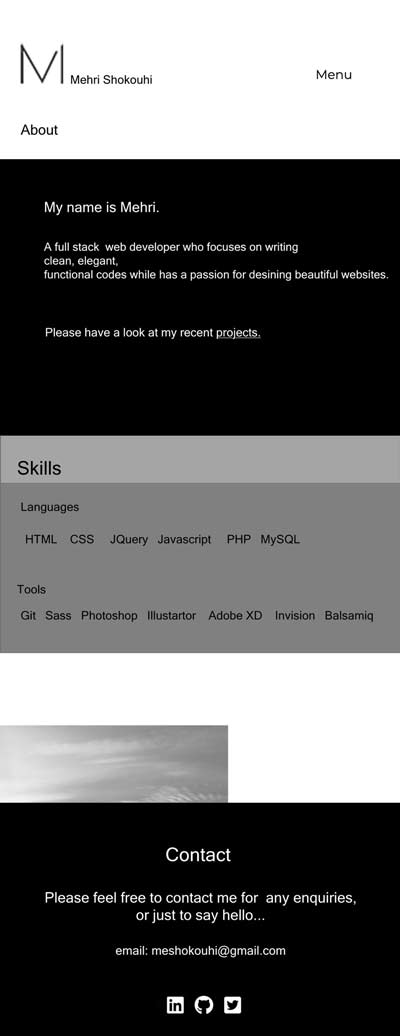 M Mehri Shokouhi
Menu
About
My name is Mehri.
A full stack web developer who focuses on writing
clean, elegant,
functional codes while has a passion for desining beautiful websites.
Please have a look at my recent projects.
Skills
Languages
HTML CSS JQuery Javascript PHP MySQL
Tools
Git Sass Photoshop Illustartor Adobe XD Invision Balsamiq
Contact
Please feel free to contact me for any enquiries,
or just to say hello...
email: meshokouhi@gmail.com
in